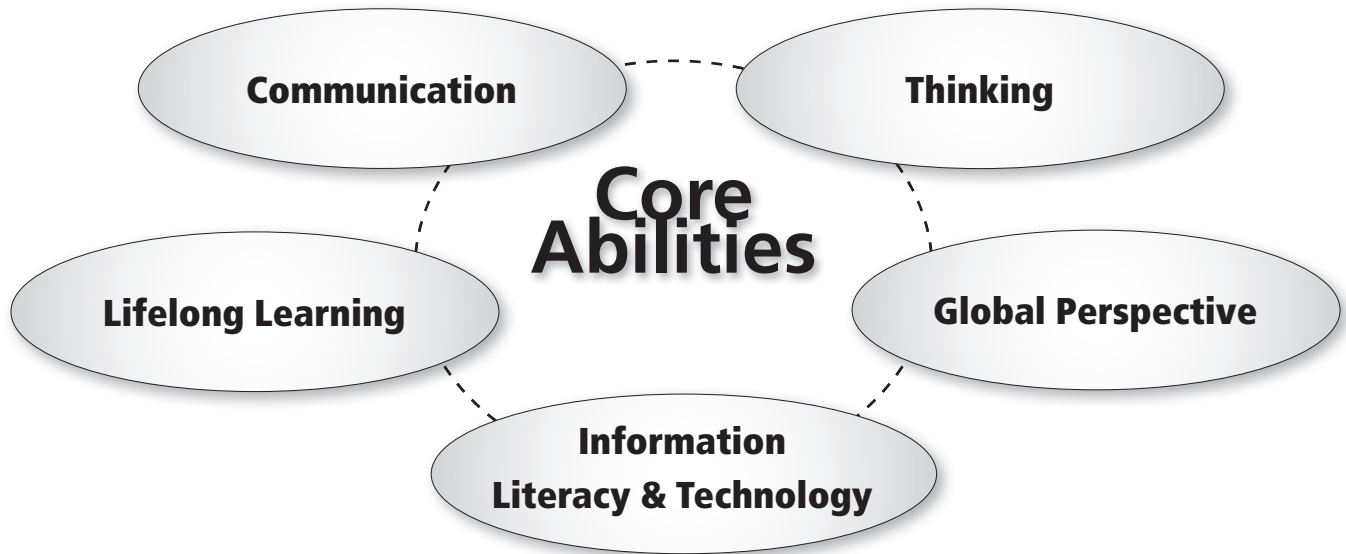 Communication
Thinking
Core
Abilities
Lifelong Learning
Global Perspective
Information
Literacy & Technology